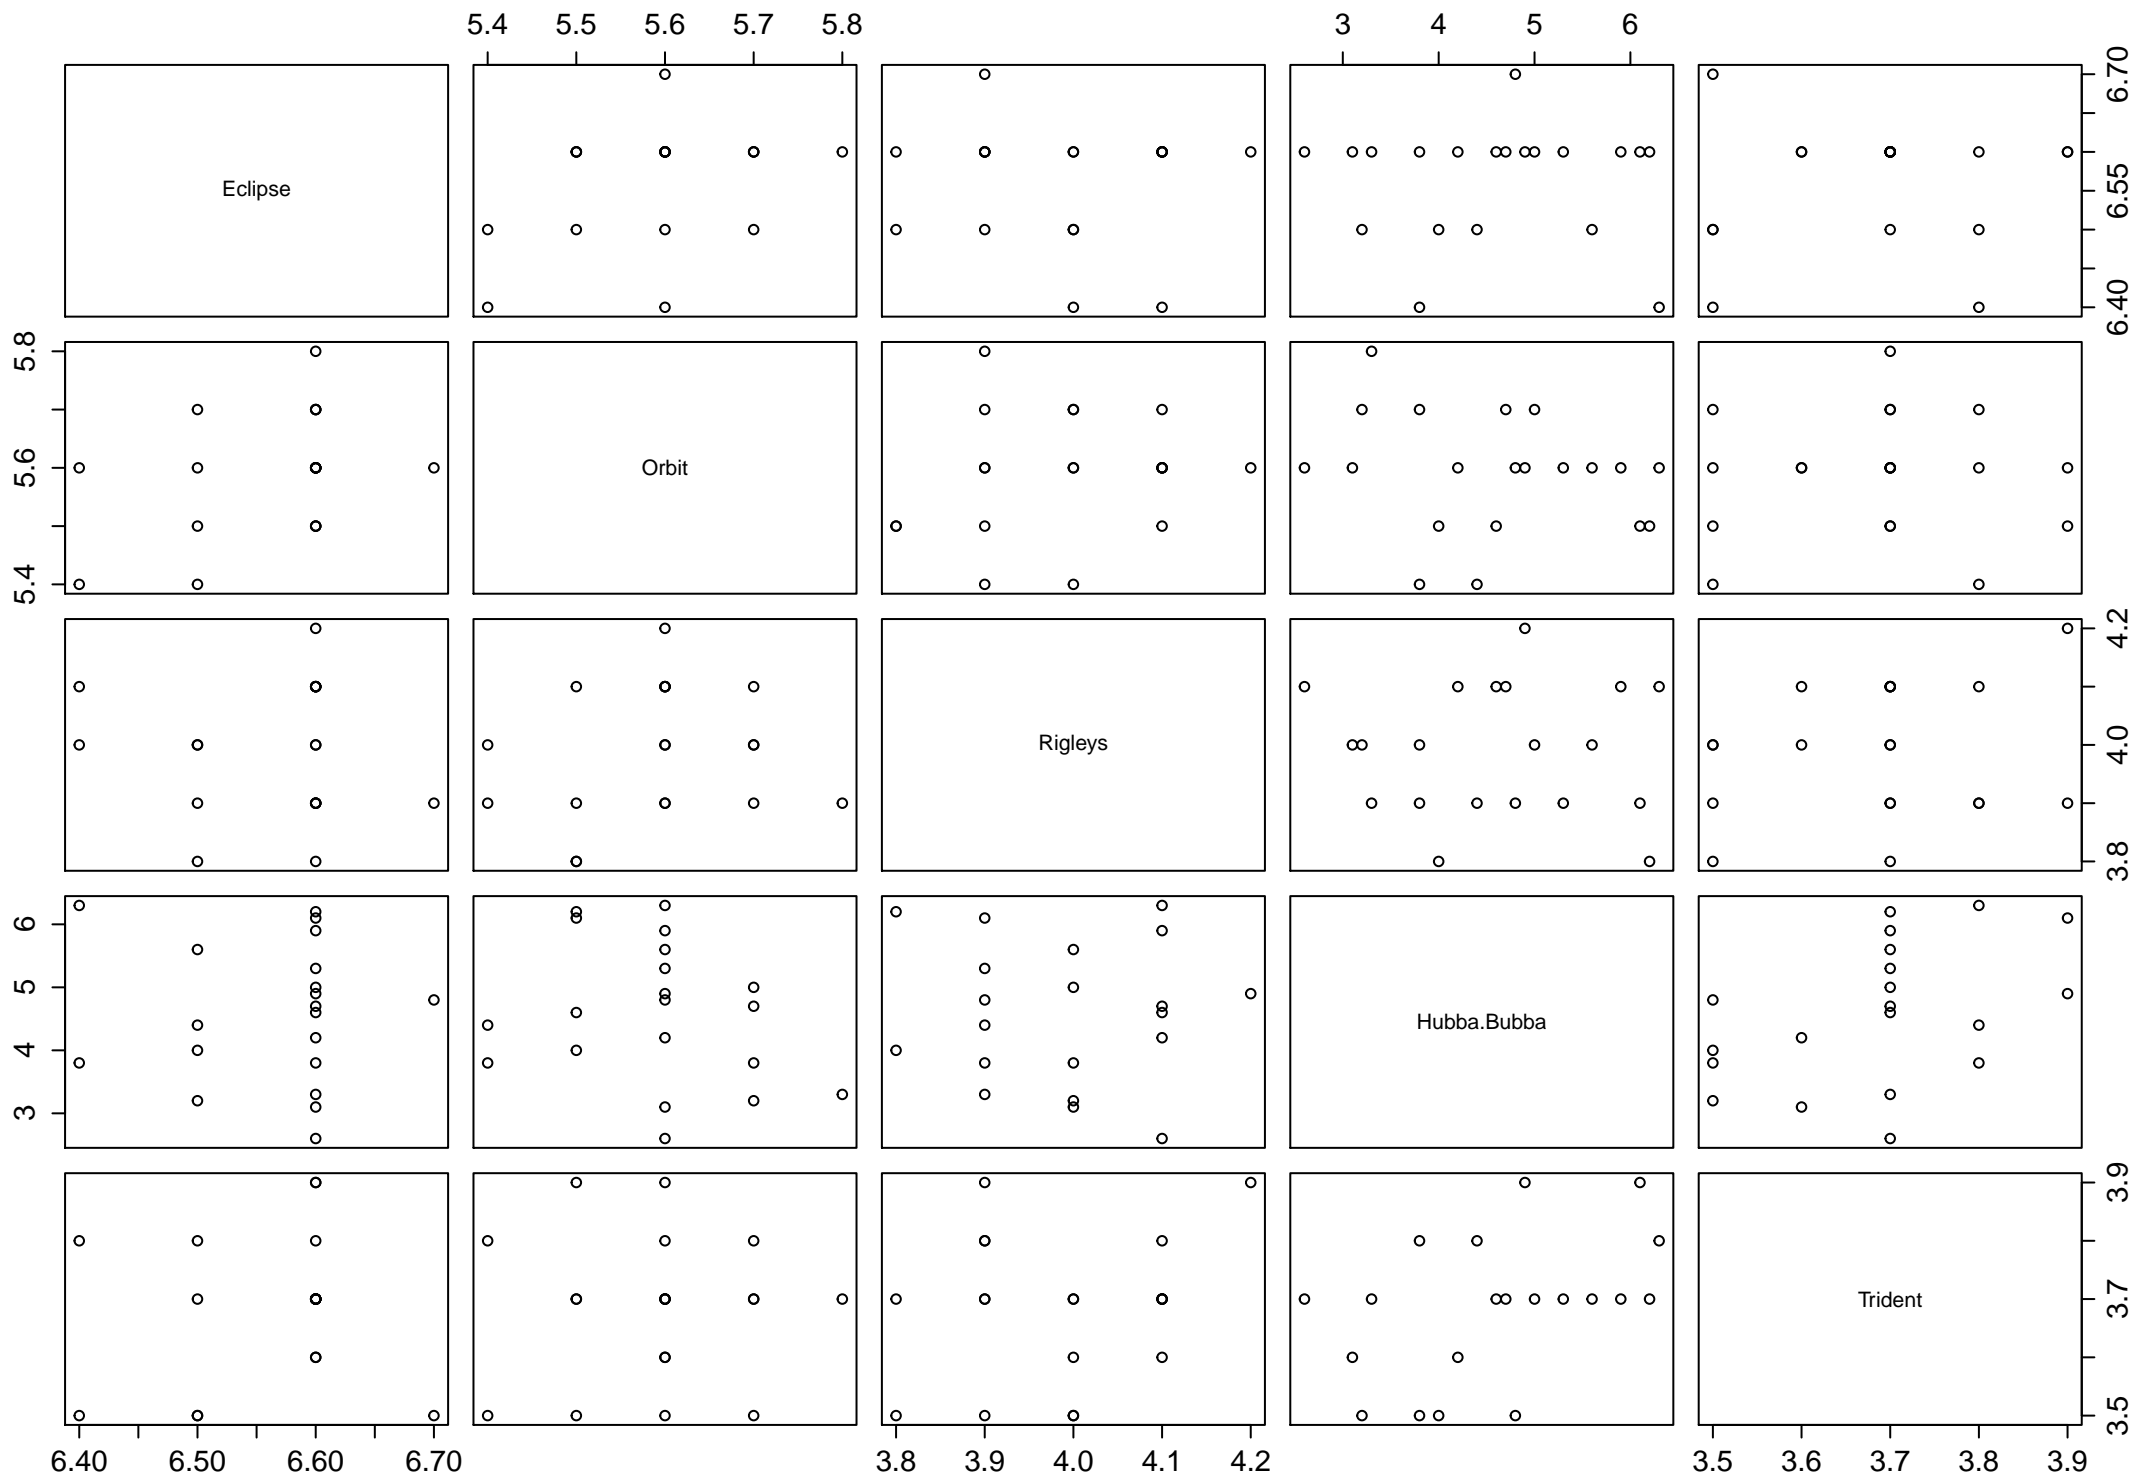 5.4 5.5 5.6 5.7 5.8 3 4 5 6
Eclipse
6.40 6.55 6.70
5.4 5.6 5.8
Orbit
Rigleys
3.8 4.0 4.2
3 4 5 6
Hubba.Bubba
Trident
3.5 3.7 3.9
6.40 6.50 6.60 6.70 3.8 3.9 4.0 4.1 4.2 3.5 3.6 3.7 3.8 3.9